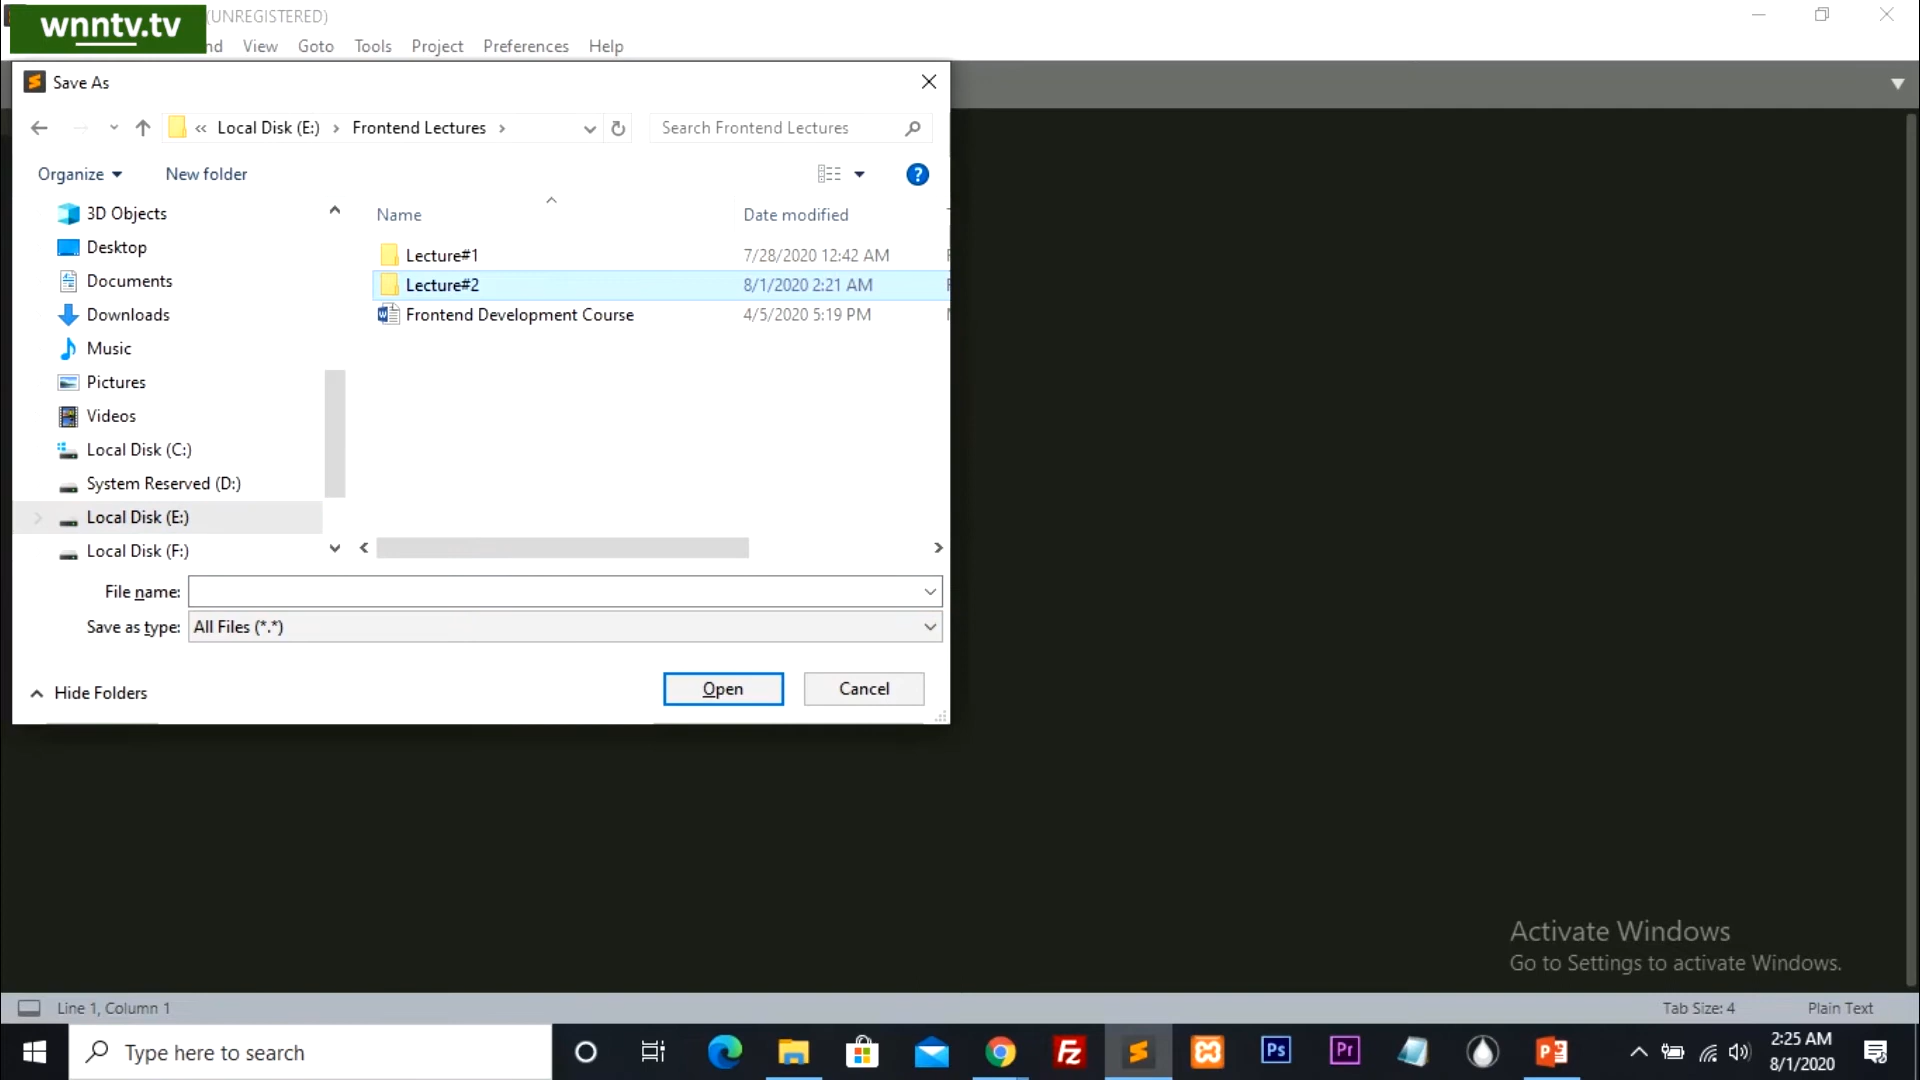 wnntv.tv
(UNREGISTERED)
nd View Goto Tools Project Preferences Help
Save As
« Local Disk (E:) › Frontend Lectures ›
Search Frontend Lectures
Organize
New folder
?
3D Objects
Desktop
Documents
Downloads
Music
Pictures
Videos
Local Disk (C:)
System Reserved (D:)
Local Disk (E:)
Local Disk (F:)
Name Date modified
Lecture#1 7/28/2020 12:42 AM
Lecture#2 8/1/2020 2:21 AM
Frontend Development Course 4/5/2020 5:19 PM
File name:
Save as type: All Files (*.*)
Hide Folders
Open
Cancel
Activate Windows
Go to Settings to activate Windows.
Line 1, Column 1
Tab Size: 4
Plain Text
Type here to search
Fz
Ps
Pr
2:25 AM
8/1/2020